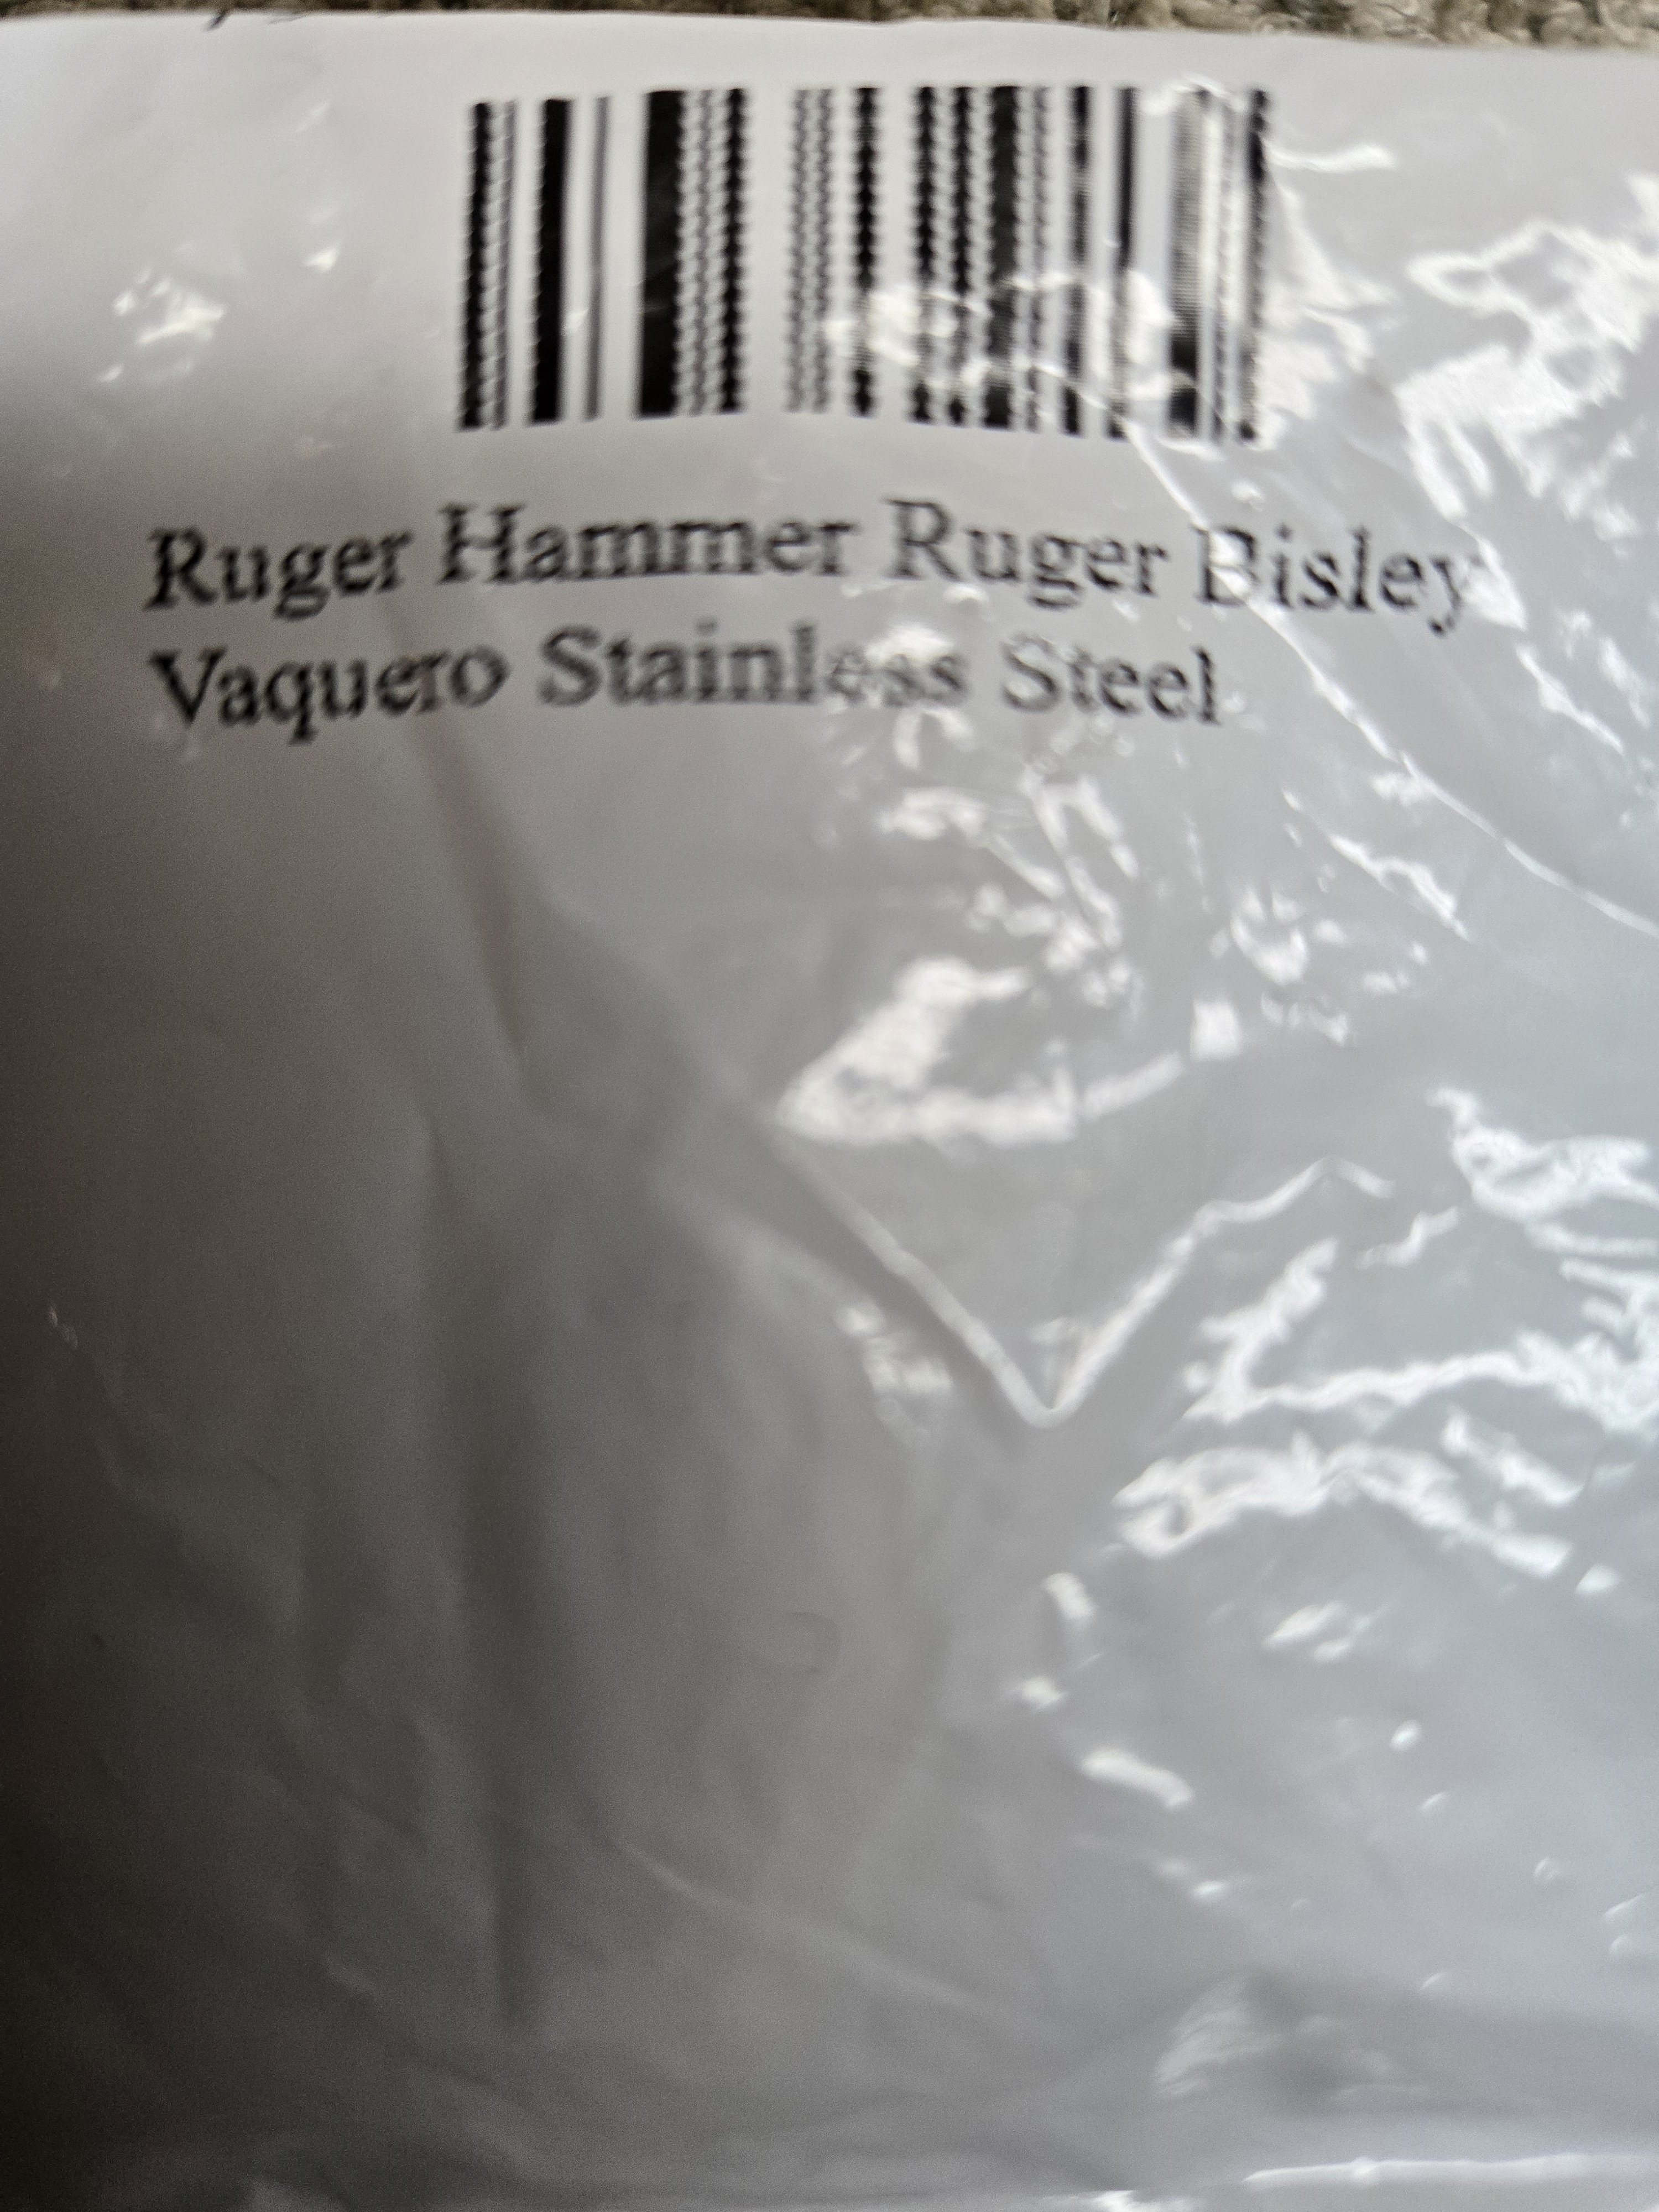 Ruger Hammer Ruger Bisley
Vaquero Stainless Steel